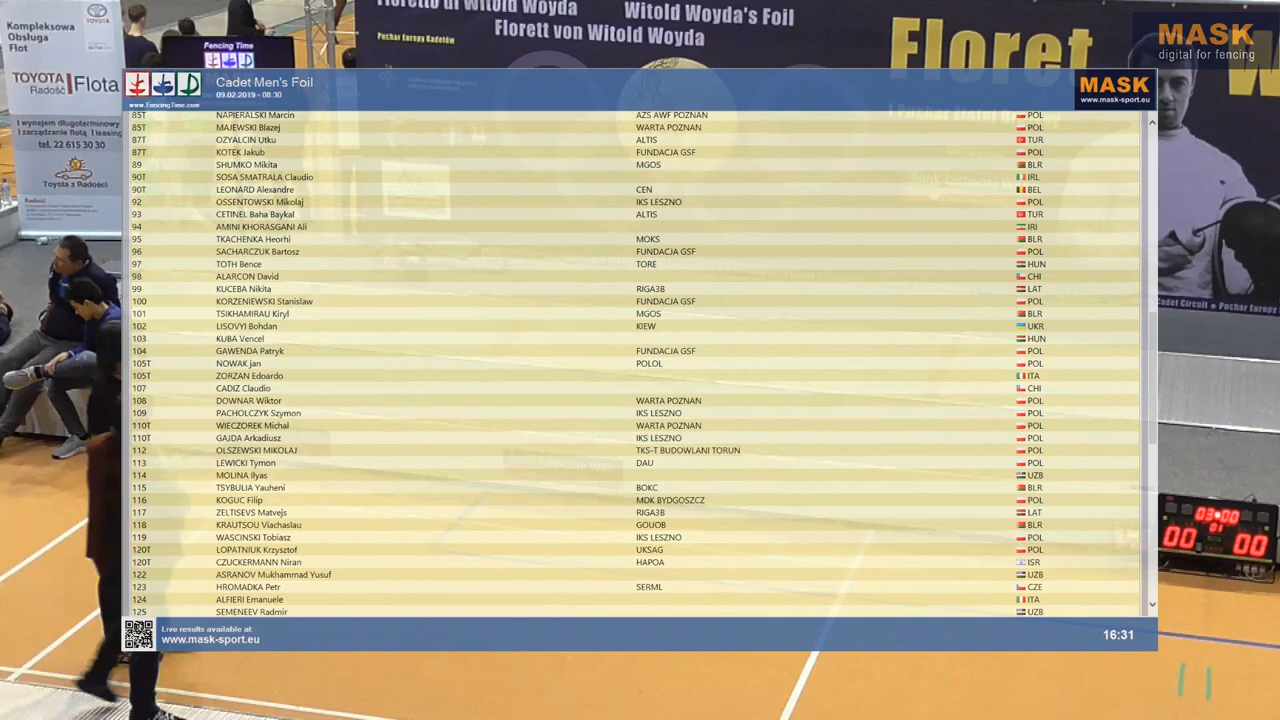 Kompleksowa
Obsługa
Flot
TOYOTA
TOYOTA Flota
Radość
I wynajem długoterminowy
I zarządzanie flotą I leasing
tel. 22 615 30 30
Toyota z Radości
Radość
Fencing Time
Floretto di Witold Woyda
Witold Woyda's Foil
Florett von Witold Woyda
Puchar Europy Kadetów
Floret W
MASK
digital for fencing
Cadet Men's Foil
09.02.2019 - 08:30
www.FencingTime.com
MASK
www.mask-sport.eu
85T NAPIERALSKI Marcin AZS AWF POZNAN POL
85T MAJEWSKI Blazej WARTA POZNAN POL
87T OZYALCIN Utku ALTIS TUR
87T KOTEK Jakub FUNDACJA GSF POL
89 SHUMKO Mikita MGOS BLR
90T SOSA SMATRALA Claudio IRL
90T LEONARD Alexandre CEN BEL
92 OSSENTOWSKI Mikolaj IKS LESZNO POL
93 CETINEL Baha Baykal ALTIS TUR
94 AMINI KHORASGANI Ali IRI
95 TKACHENKA Heorhi MOKS BLR
96 SACHARCZUK Bartosz FUNDACJA GSF POL
97 TOTH Bence TORE HUN
98 ALARCON David CHI
99 KUCEBA Nikita RIGA3B LAT
100 KORZENIEWSKI Stanislaw FUNDACJA GSF POL
101 TSIKHAMIRAU Kiryl MGOS BLR
102 LISOVYI Bohdan KIEW UKR
103 KUBA Vencel HUN
104 GAWENDA Patryk FUNDACJA GSF POL
105T NOWAK jan POLOL POL
105T ZORZAN Edoardo ITA
107 CADIZ Claudio CHI
108 DOWNAR Wiktor WARTA POZNAN POL
109 PACHOLCZYK Szymon IKS LESZNO POL
110T WIECZOREK Michal WARTA POZNAN POL
110T GAJDA Arkadiusz IKS LESZNO POL
112 OLSZEWSKI MIKOLAJ TKS-T BUDOWLANI TORUN POL
113 LEWICKI Tymon DAU POL
114 MOLINA Ilyas UZB
115 TSYBULIA Yauheni BOKC BLR
116 KOGUC Filip MDK BYDGOSZCZ POL
117 ZELTISEVS Matvejs RIGA3B LAT
118 KRAUTSOU Viachaslau GOUOB BLR
119 WASCINSKI Tobiasz IKS LESZNO POL
120T LOPATNIUK Krzysztof UKSAG POL
120T CZUCKERMANN Niran HAPOA ISR
122 ASRANOV Mukhammad Yusuf UZB
123 HROMADKA Petr SERML CZE
124 ALFIERI Emanuele ITA
125 SEMENEEV Radmir UZB
Cadet Circuit • Puchar Europy
03:00
01
00 00
Live results available at:
www.mask-sport.eu
16:31